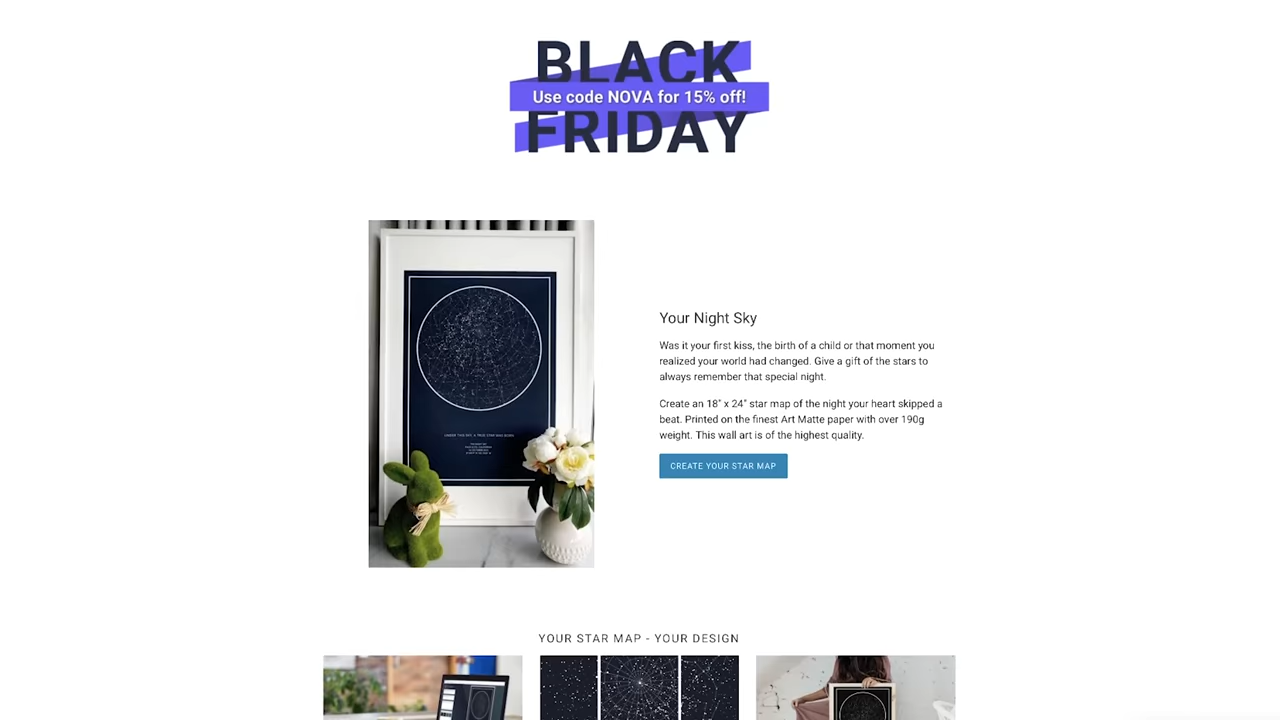 BLACK
Use code NOVA for 15% off!
FRIDAY
Your Night Sky
Was it your first kiss, the birth of a child or that moment you
realized your world had changed. Give a gift of the stars to
always remember that special night.
Create an 18" x 24" star map of the night your heart skipped a
beat. Printed on the finest Art Matte paper with over 190g
weight. This wall art is of the highest quality.
CREATE YOUR STAR MAP
YOUR STAR MAP - YOUR DESIGN